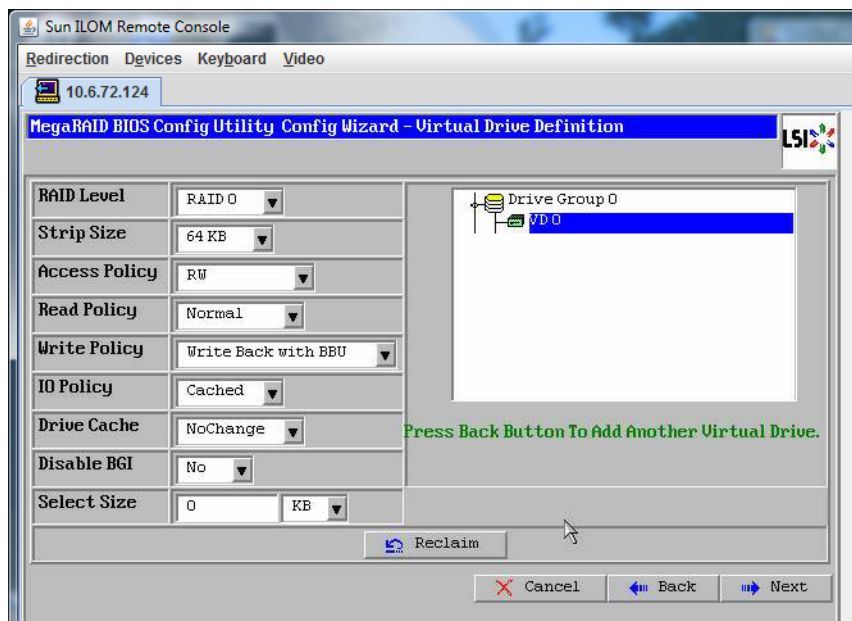 Sun ILOM Remote Console
Redirection Devices Keyboard Video
10.6.72.124
MegaRAID BIOS Config Utility Config Wizard - Virtual Drive Definition
LSI
RAID Level RAID 0
Strip Size 64 KB
Access Policy RW
Read Policy Normal
Write Policy Write Back with BBU
IO Policy Cached
Drive Cache NoChange
Disable BGI No
Select Size 0 KB
Drive Group 0
VD 0
Press Back Button To Add Another Virtual Drive.
Reclaim
Cancel Back Next